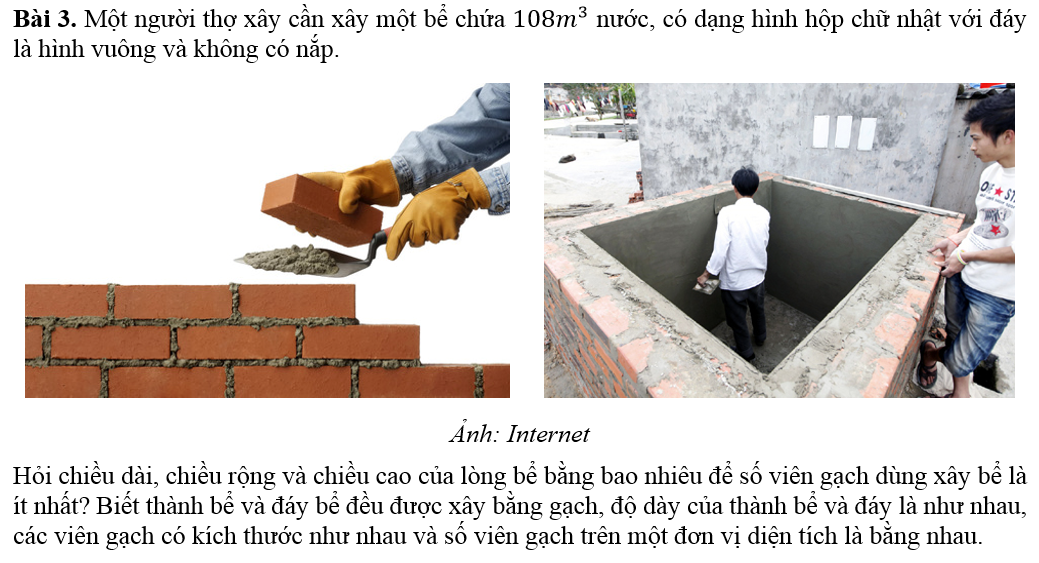 Bài 3. Một người thợ xây cần xây một bể chứa 108m³ nước, có dạng hình hộp chữ nhật với đáy
là hình vuông và không có nắp.
Ảnh: Internet
Hỏi chiều dài, chiều rộng và chiều cao của lòng bể bằng bao nhiêu để số viên gạch dùng xây bể là
ít nhất? Biết thành bể và đáy bể đều được xây bằng gạch, độ dày của thành bể và đáy là như nhau,
các viên gạch có kích thước như nhau và số viên gạch trên một đơn vị diện tích là bằng nhau.